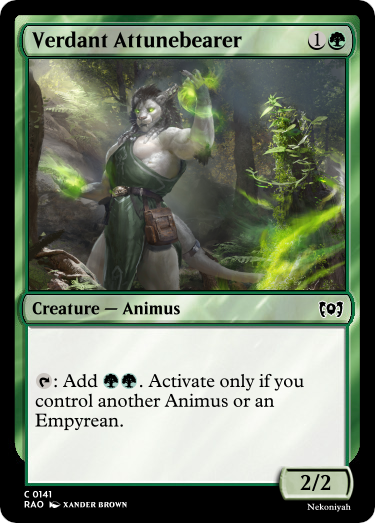 Verdant Attunebearer 1
Creature — Animus
: Add . Activate only if you
control another Animus or an
Empyrean.
2/2
C 0141
RAO XANDER BROWN
Nekoniyah